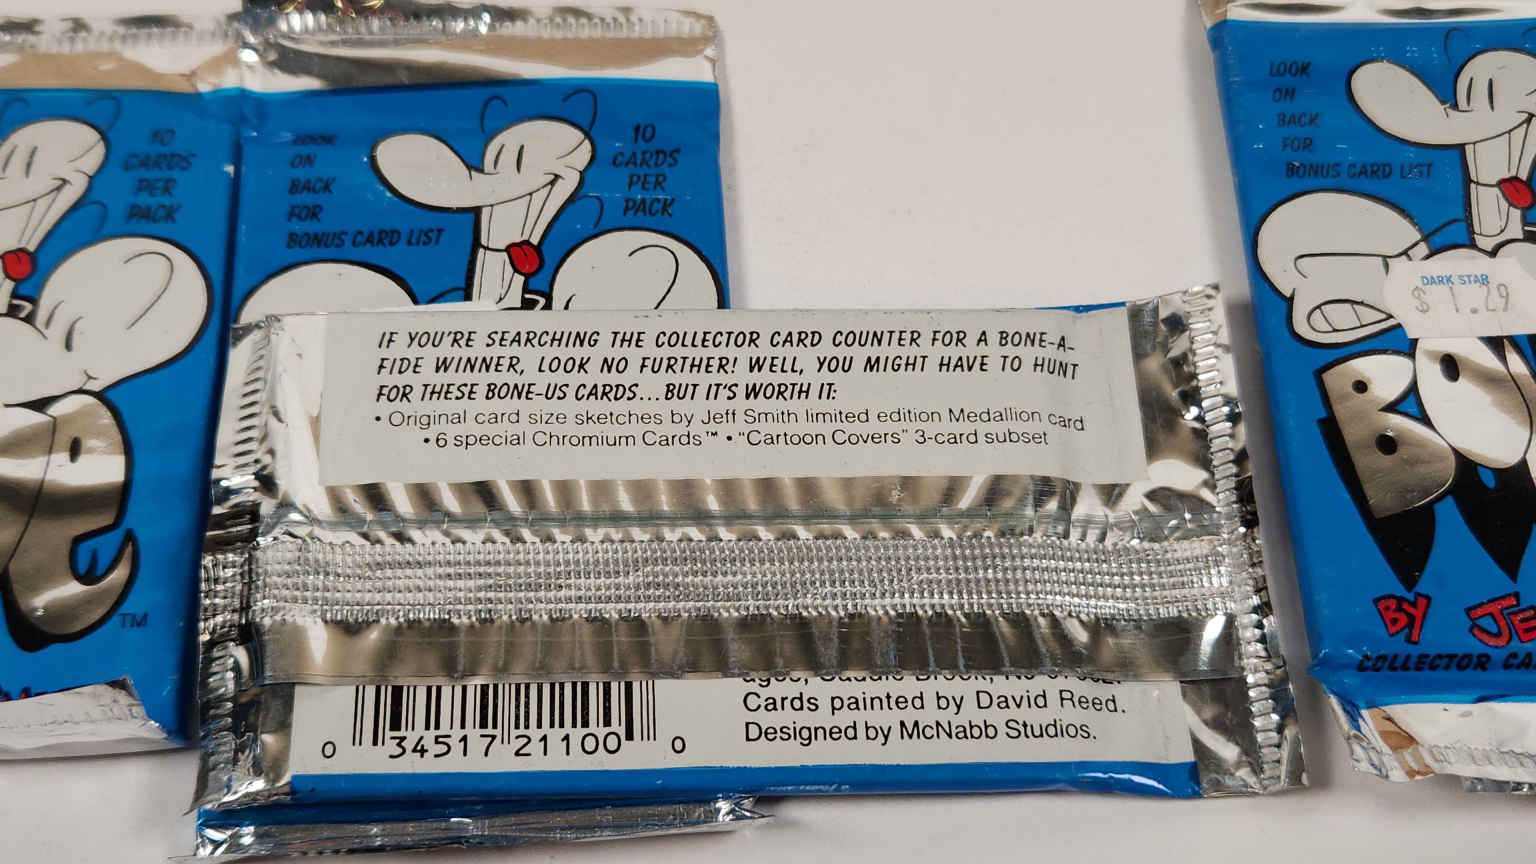 10
CARDS
PER
PACK
TM
LOOK
ON
BACK
FOR
BONUS CARD LIST
10
CARDS
PER
PACK
IF YOU'RE SEARCHING THE COLLECTOR CARD COUNTER FOR A BONE-A-
FIDE WINNER, LOOK NO FURTHER! WELL, YOU MIGHT HAVE TO HUNT
FOR THESE BONE-US CARDS...BUT IT'S WORTH IT:
• Original card size sketches by Jeff Smith limited edition Medallion card
• 6 special Chromium Cards™ • "Cartoon Covers" 3-card subset
Cards painted by David Reed.
Designed by McNabb Studios.
0 34517 21100 0
LOOK
ON
BACK
FOR
BONUS CARD LIST
DARK STAR
$ 1.29
BO
BY JE
COLLECTOR CA